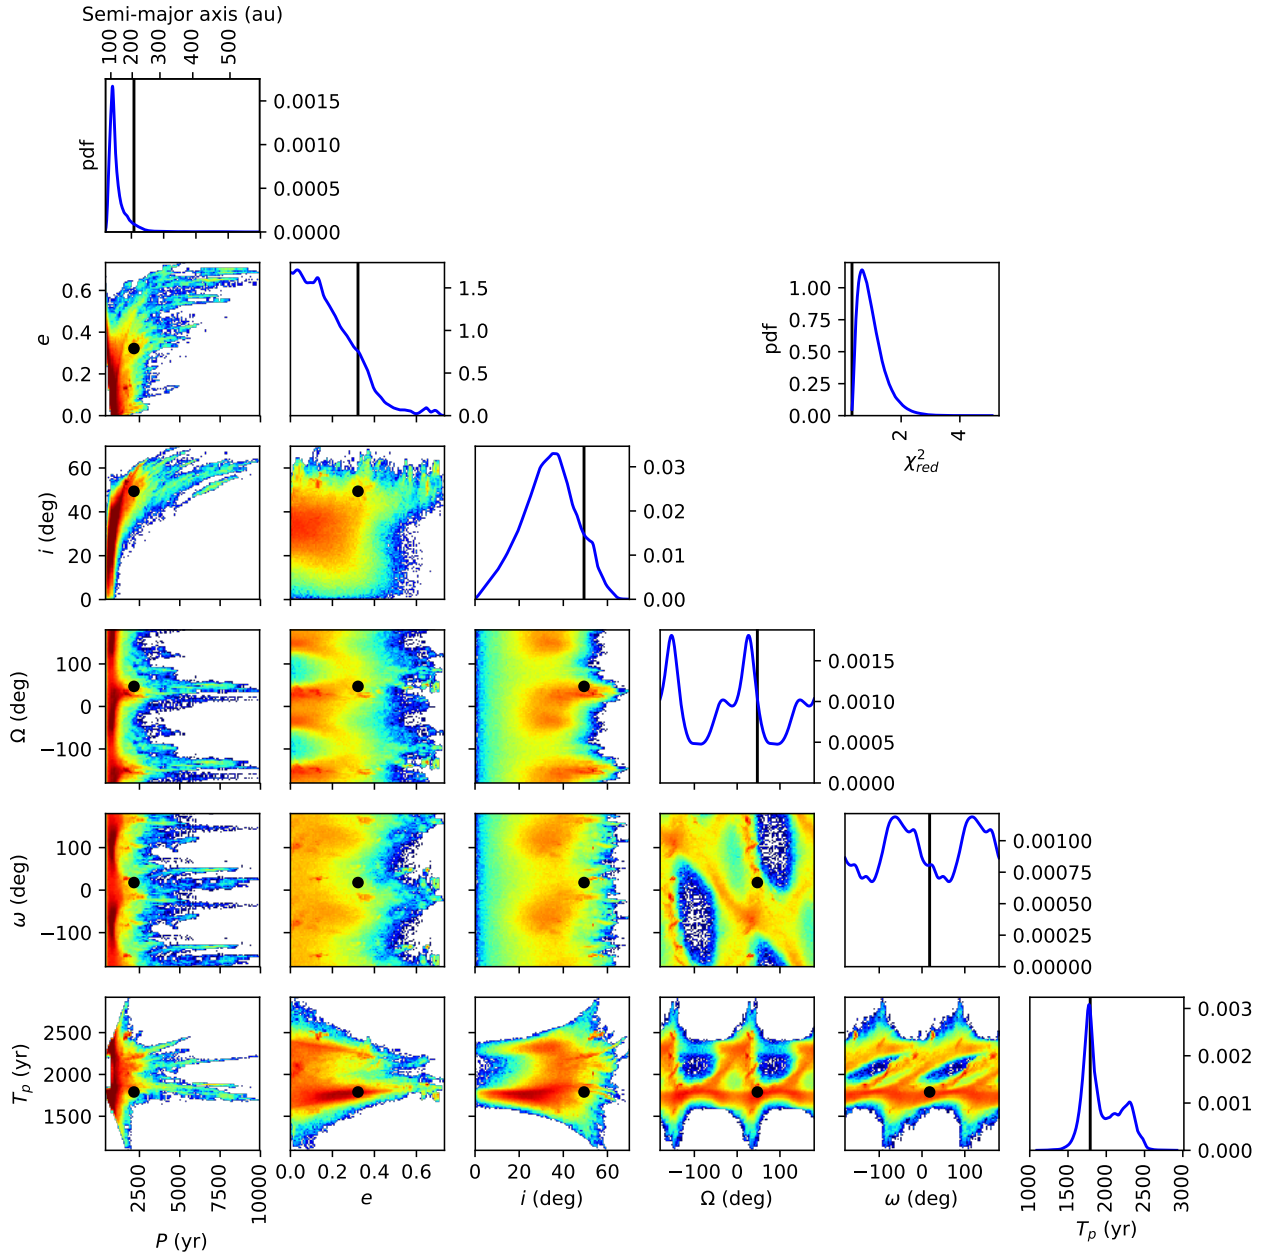 Semi-major axis (au)
100 200 300 400 500
pdf
0.0015
0.0010
0.0005
0.0000
e
0.6
0.4
0.2
0.0
1.5
1.0
0.5
0.0
pdf
1.00
0.75
0.50
0.25
0.00
2 4
χ²red
i (deg)
60
40
20
0
0.03
0.02
0.01
0.00
Ω (deg)
100
0
−100
0.0015
0.0010
0.0005
0.0000
ω (deg)
100
0
−100
0.00100
0.00075
0.00050
0.00025
0.00000
Tp (yr)
2500
2000
1500
0.003
0.002
0.001
0.000
2500 5000 7500 10000
0.0 0.2 0.4 0.6
0 20 40 60
−100 0 100
−100 0 100
1000 1500 2000 2500 3000
P (yr)
e
i (deg)
Ω (deg)
ω (deg)
Tp (yr)